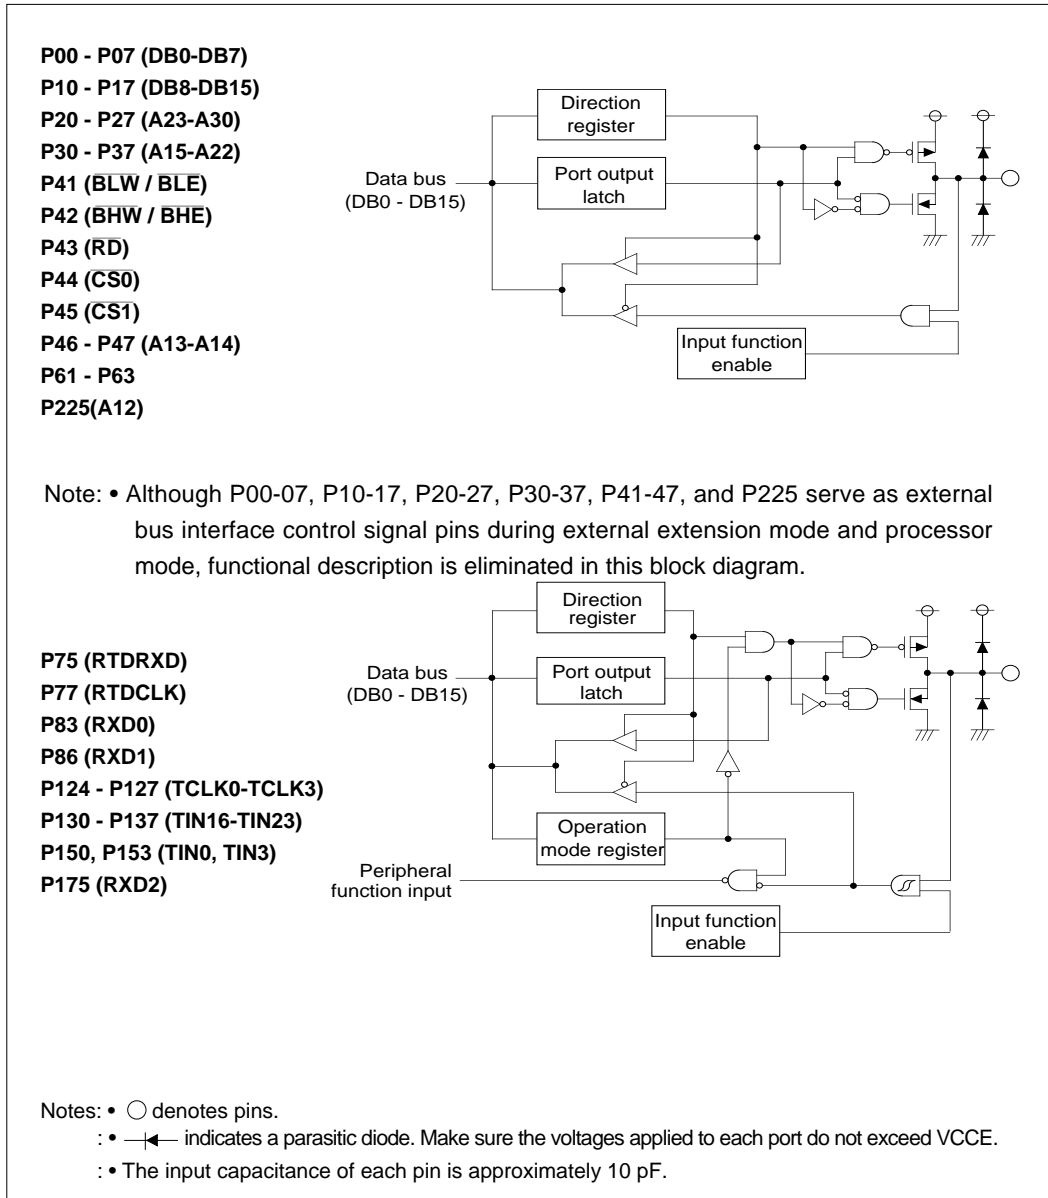 P00 - P07 (DB0-DB7)
P10 - P17 (DB8-DB15)
P20 - P27 (A23-A30)
P30 - P37 (A15-A22)
P41 (B̅L̅W̅ / B̅L̅E̅)
P42 (B̅H̅W̅ / B̅H̅E̅)
P43 (R̅D̅)
P44 (C̅S̅0̅)
P45 (C̅S̅1̅)
P46 - P47 (A13-A14)
P61 - P63
P225(A12)
Direction
register
Data bus
(DB0 - DB15)
Port output
latch
Input function
enable
Note: • Although P00-07, P10-17, P20-27, P30-37, P41-47, and P225 serve as external
bus interface control signal pins during external extension mode and processor
mode, functional description is eliminated in this block diagram.
P75 (RTDRXD)
P77 (RTDCLK)
P83 (RXD0)
P86 (RXD1)
P124 - P127 (TCLK0-TCLK3)
P130 - P137 (TIN16-TIN23)
P150, P153 (TIN0, TIN3)
P175 (RXD2)
Direction
register
Data bus
(DB0 - DB15)
Port output
latch
Operation
mode register
Peripheral
function input
Input function
enable
Notes: • ○ denotes pins.
: • indicates a parasitic diode. Make sure the voltages applied to each port do not exceed VCCE.
: • The input capacitance of each pin is approximately 10 pF.